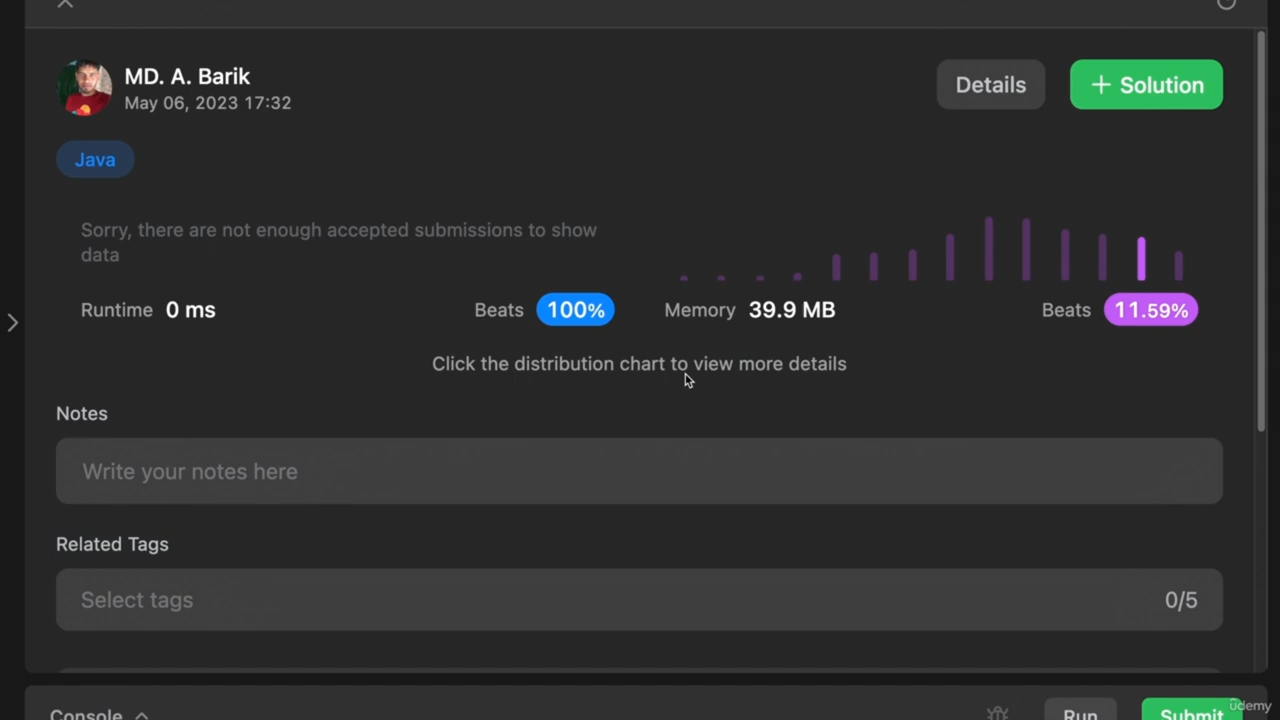 MD. A. Barik
May 06, 2023 17:32
Details
+ Solution
Java
Sorry, there are not enough accepted submissions to show
data
Runtime 0 ms
Beats 100%
Memory 39.9 MB
Beats 11.59%
Click the distribution chart to view more details
Notes
Write your notes here
Related Tags
Select tags
0/5
Console
Run
Submit
ûdemy